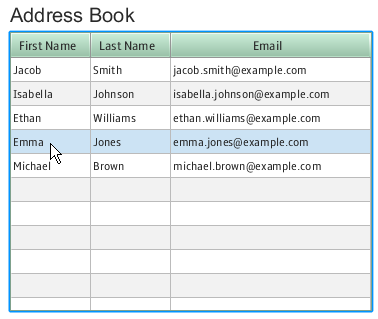 Address Book
First Name Last Name Email
Jacob Smith jacob.smith@example.com
Isabella Johnson isabella.johnson@example.com
Ethan Williams ethan.williams@example.com
Emma Jones emma.jones@example.com
Michael Brown michael.brown@example.com